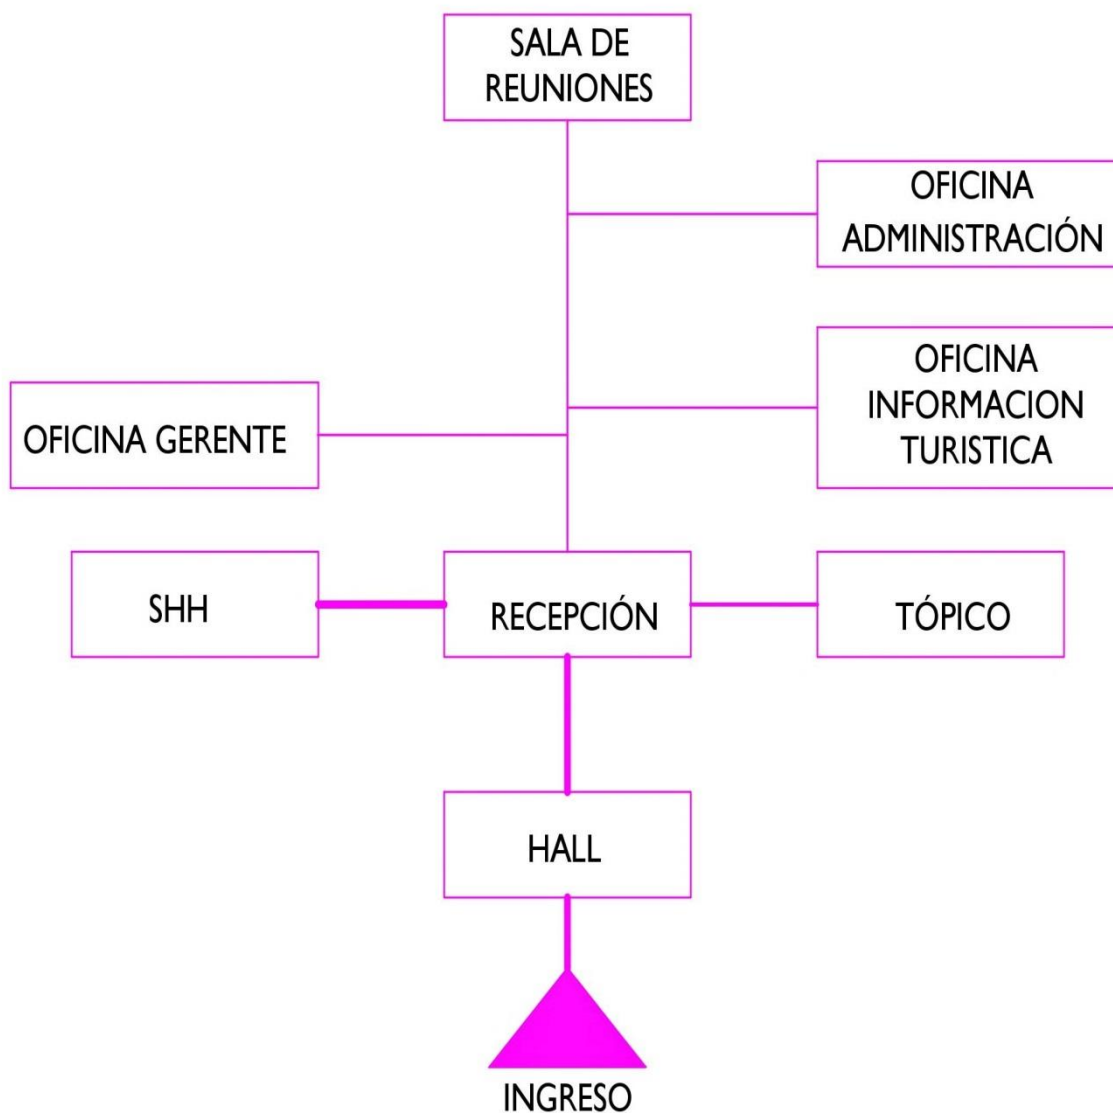 SALA DE
REUNIONES
OFICINA
ADMINISTRACIÓN
OFICINA
INFORMACION
TURISTICA
OFICINA GERENTE
SHH
RECEPCIÓN
TÓPICO
HALL
INGRESO